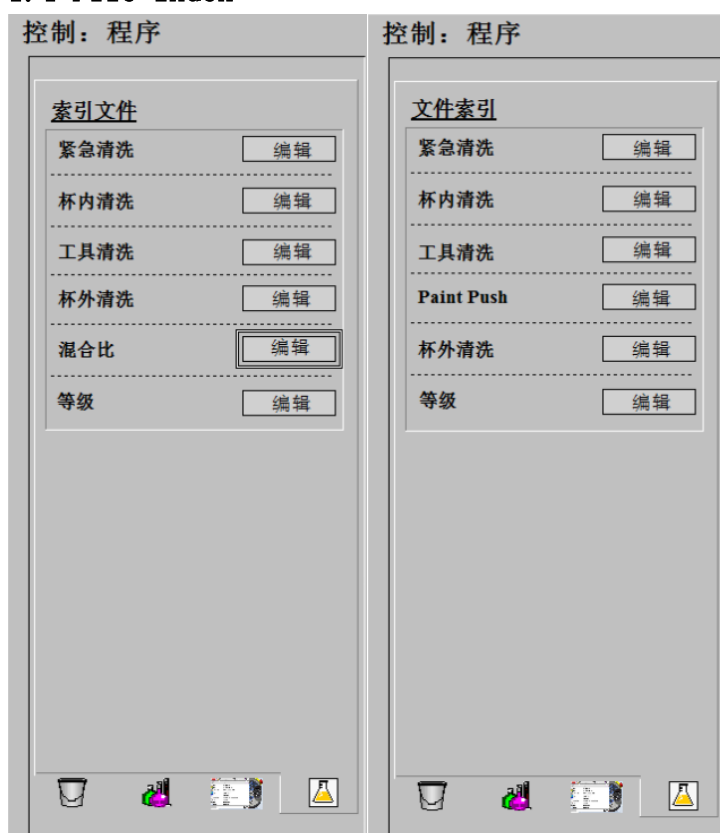 控制：程序
索引文件
紧急清洗 编辑
杯内清洗 编辑
工具清洗 编辑
杯外清洗 编辑
混合比 编辑
等级 编辑
控制：程序
文件索引
紧急清洗 编辑
杯内清洗 编辑
工具清洗 编辑
Paint Push 编辑
杯外清洗 编辑
等级 编辑